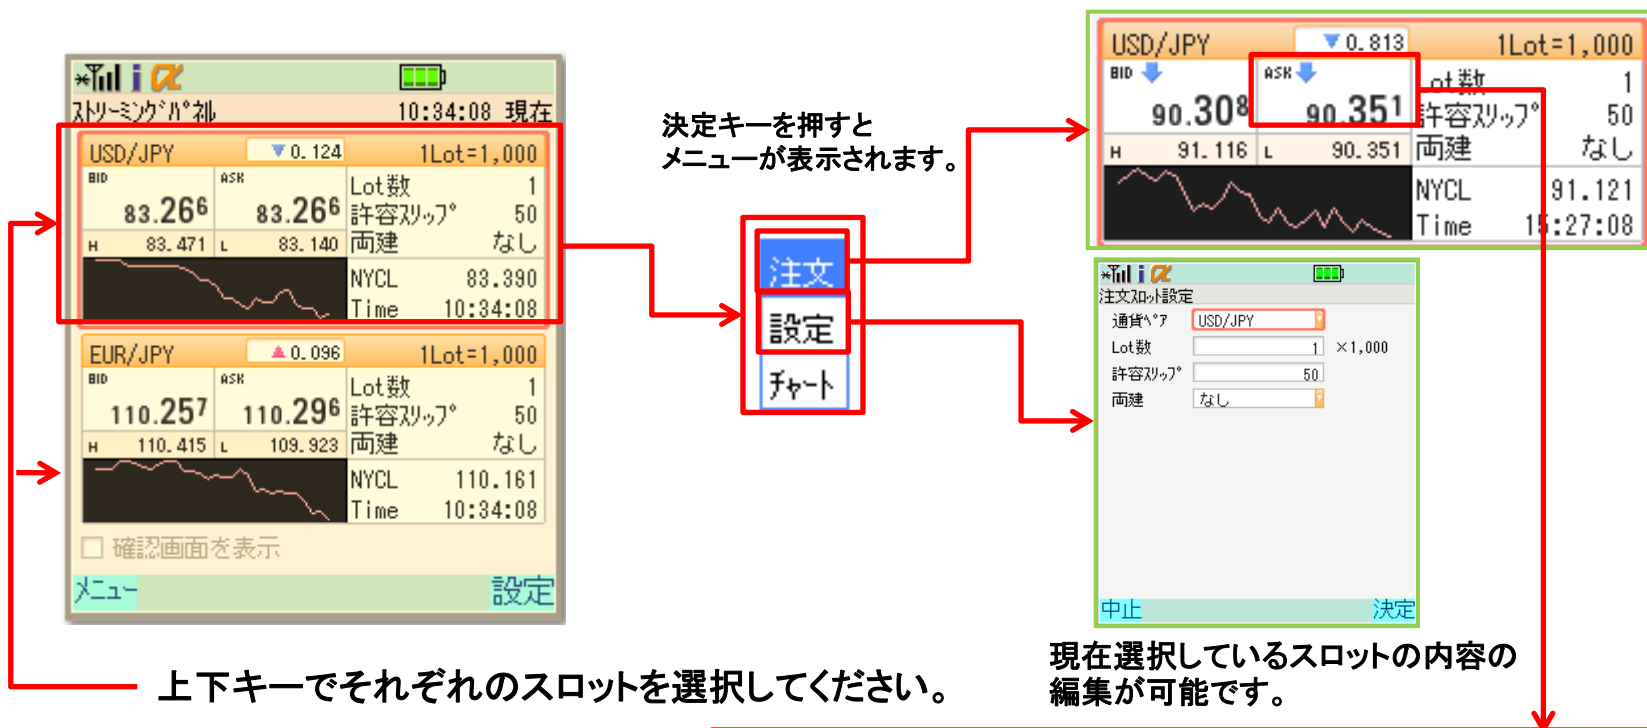 ストリーミングパネル 10:34:08 現在
USD/JPY ▼0.124 1Lot=1,000
BID ASK
83.266 83.266
H 83.471 L 83.140
Lot数 1
許容スリップ 50
両建 なし
NYCL 83.390
Time 10:34:08
EUR/JPY ▲0.096 1Lot=1,000
BID ASK
110.257 110.296
H 110.415 L 109.923
Lot数 1
許容スリップ 50
両建 なし
NYCL 110.161
Time 10:34:08
確認画面を表示
メニュー 設定
上下キーでそれぞれのスロットを選択してください。
決定キーを押すと
メニューが表示されます。
注文
設定
チャート
USD/JPY ▼0.813 1Lot=1,000
BID ASK
90.308 90.351
H 91.116 L 90.351
Lot数 1
許容スリップ 50
両建 なし
NYCL 91.121
Time 15:27:08
注文スロット設定
通貨ペア USD/JPY
Lot数 1 ×1,000
許容スリップ 50
両建 なし
中止 決定
現在選択しているスロットの内容の
編集が可能です。